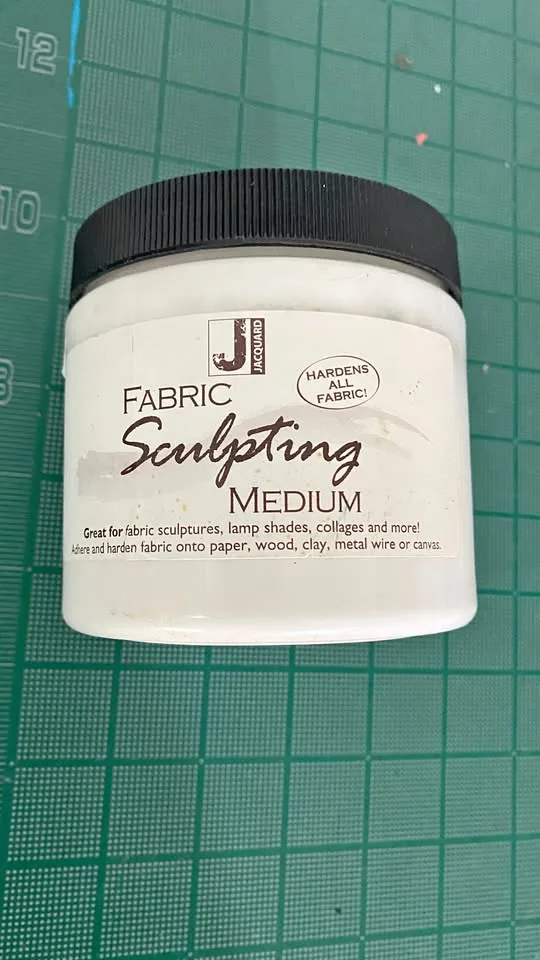 12
10
8
J
JACQUARD
HARDENS
ALL
FABRIC!
FABRIC
Sculpting
MEDIUM
Great for fabric sculptures, lamp shades, collages and more!
Adhere and harden fabric onto paper, wood, clay, metal wire or canvas.